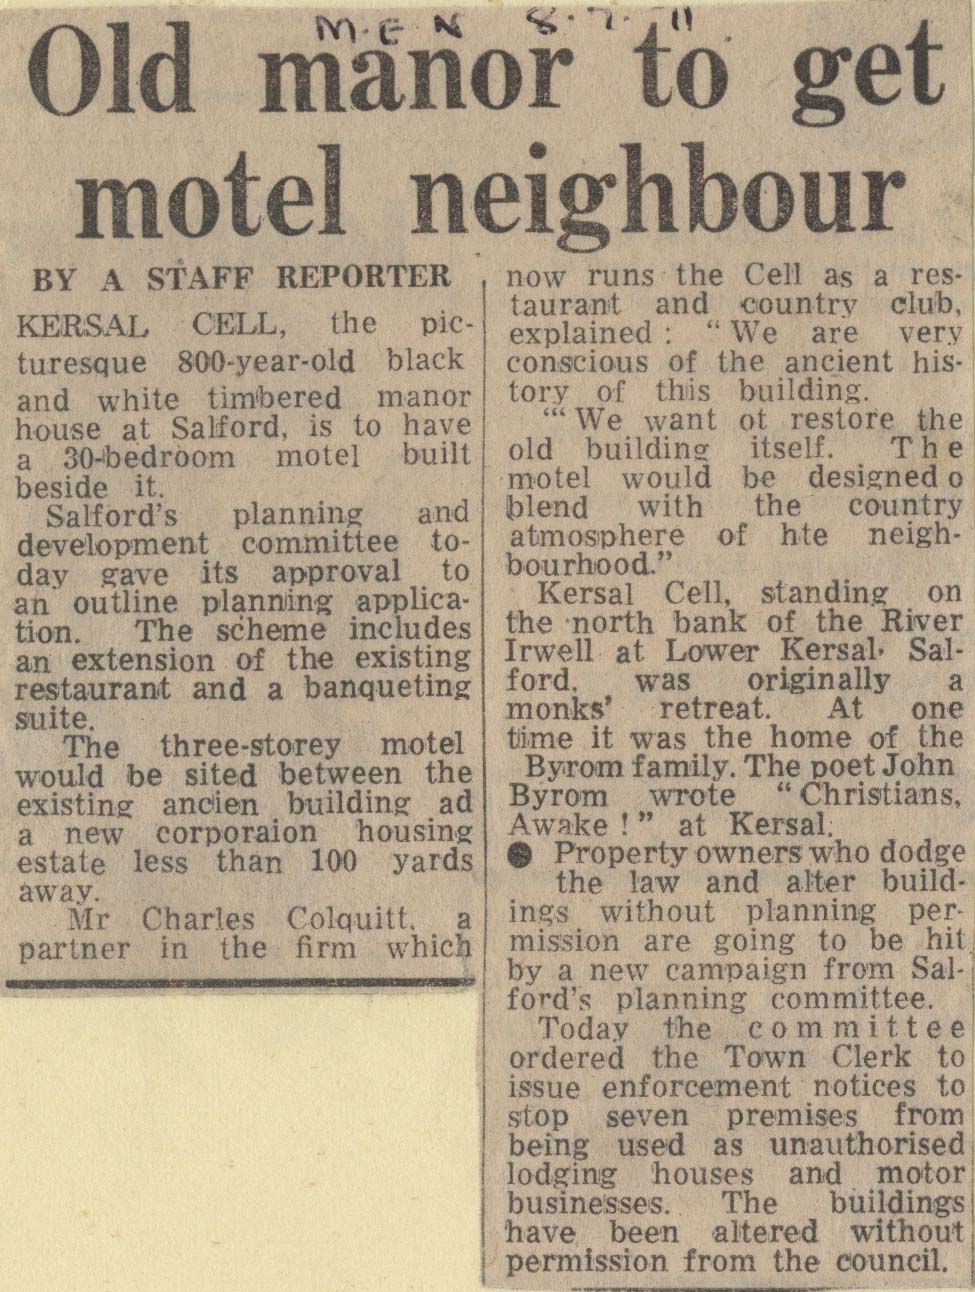 M.E.N 8.7.
Old manor to get
motel neighbour
BY A STAFF REPORTER
KERSAL CELL, the pic-
turesque 800-year-old black
and white timbered manor
house at Salford, is to have
a 30-bedroom motel built
beside it.
Salford's planning and
development committee to-
day gave its approval to
an outline planning applica-
tion. The scheme includes
an extension of the existing
restaurant and a banqueting
suite.
The three-storey motel
would be sited between the
existing ancien building ad
a new corporaion housing
estate less than 100 yards
away.
Mr Charles Colquitt, a
partner in the firm which
now runs the Cell as a res-
taurant and country club,
explained : "We are very
conscious of the ancient his-
tory of this building.
"'We want ot restore the
old building itself. The
motel would be designed o
blend with the country
atmosphere of hte neigh-
bourhood."
Kersal Cell, standing on
the north bank of the River
Irwell at Lower Kersal, Sal-
ford, was originally a
monks' retreat. At one
time it was the home of the
Byrom family. The poet John
Byrom wrote "Christians,
Awake !" at Kersal.
● Property owners who dodge
the law and alter build-
ings without planning per-
mission are going to be hit
by a new campaign from Sal-
ford's planning committee.
Today the committee
ordered the Town Clerk to
issue enforcement notices to
stop seven premises from
being used as unauthorised
lodging houses and motor
businesses. The buildings
have been altered without
permission from the council.